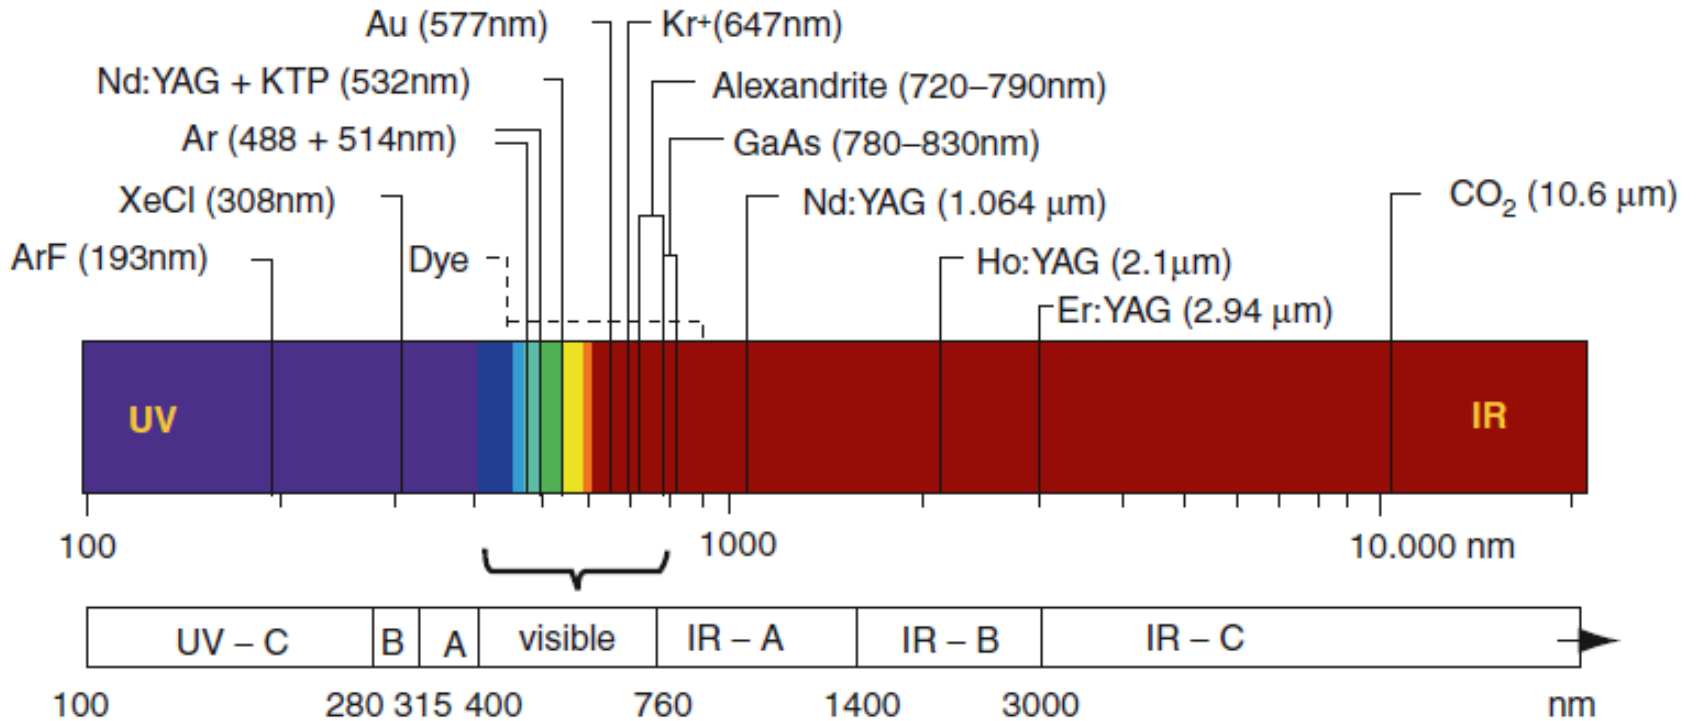 Au (577nm)
Kr+(647nm)
Nd:YAG + KTP (532nm)
Alexandrite (720–790nm)
Ar (488 + 514nm)
GaAs (780–830nm)
XeCl (308nm)
Nd:YAG (1.064 μm)
CO2 (10.6 μm)
ArF (193nm)
Dye
Ho:YAG (2.1μm)
Er:YAG (2.94 μm)
UV
IR
100
1000
10.000 nm
UV – C
B
A
visible
IR – A
IR – B
IR – C
100
280
315
400
760
1400
3000
nm